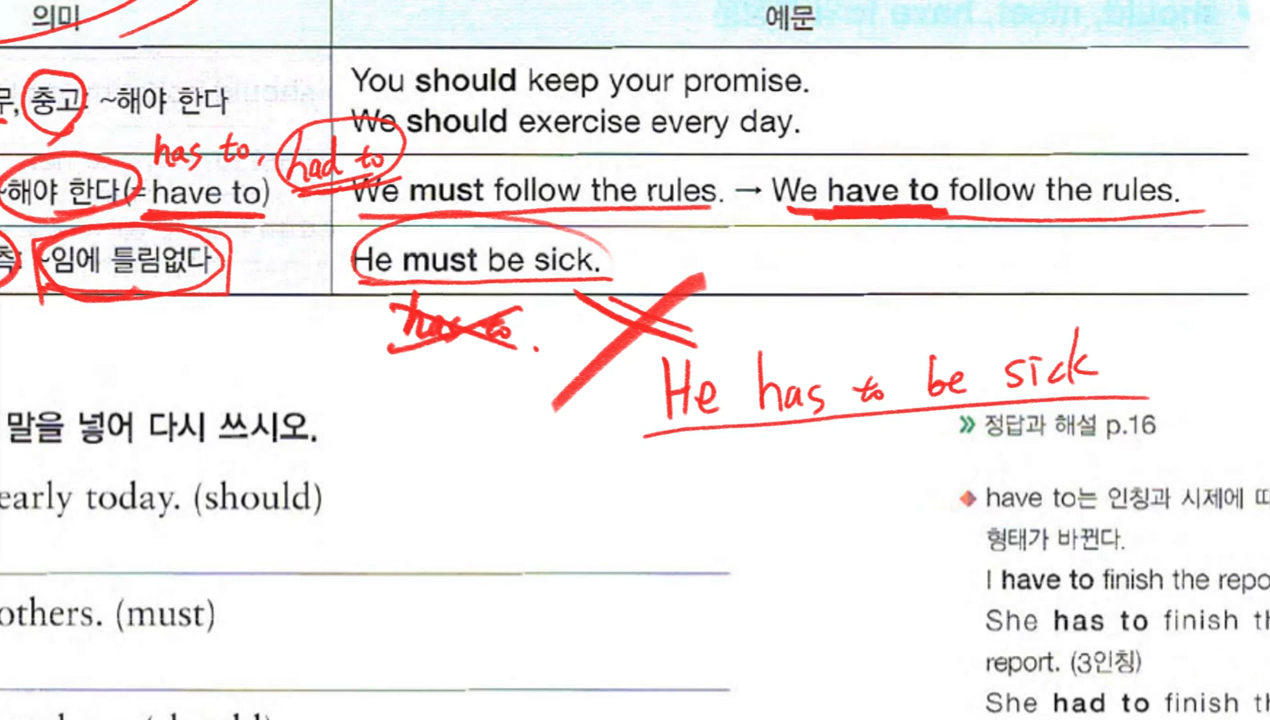 should, must, have to
의미 예문
충고: ~해야 한다 You should keep your promise.
We should exercise every day.
has to, had to
~해야 한다(= have to) We must follow the rules. → We have to follow the rules.
측: ~임에 틀림없다 He must be sick.
has to.
He has to be sick
말을 넣어 다시 쓰시오.
» 정답과 해설 p.16
early today. (should)
have to는 인칭과 시제에 따
형태가 바뀐다.
I have to finish the repo
others. (must)
She has to finish th
report. (3인칭)
She had to finish th